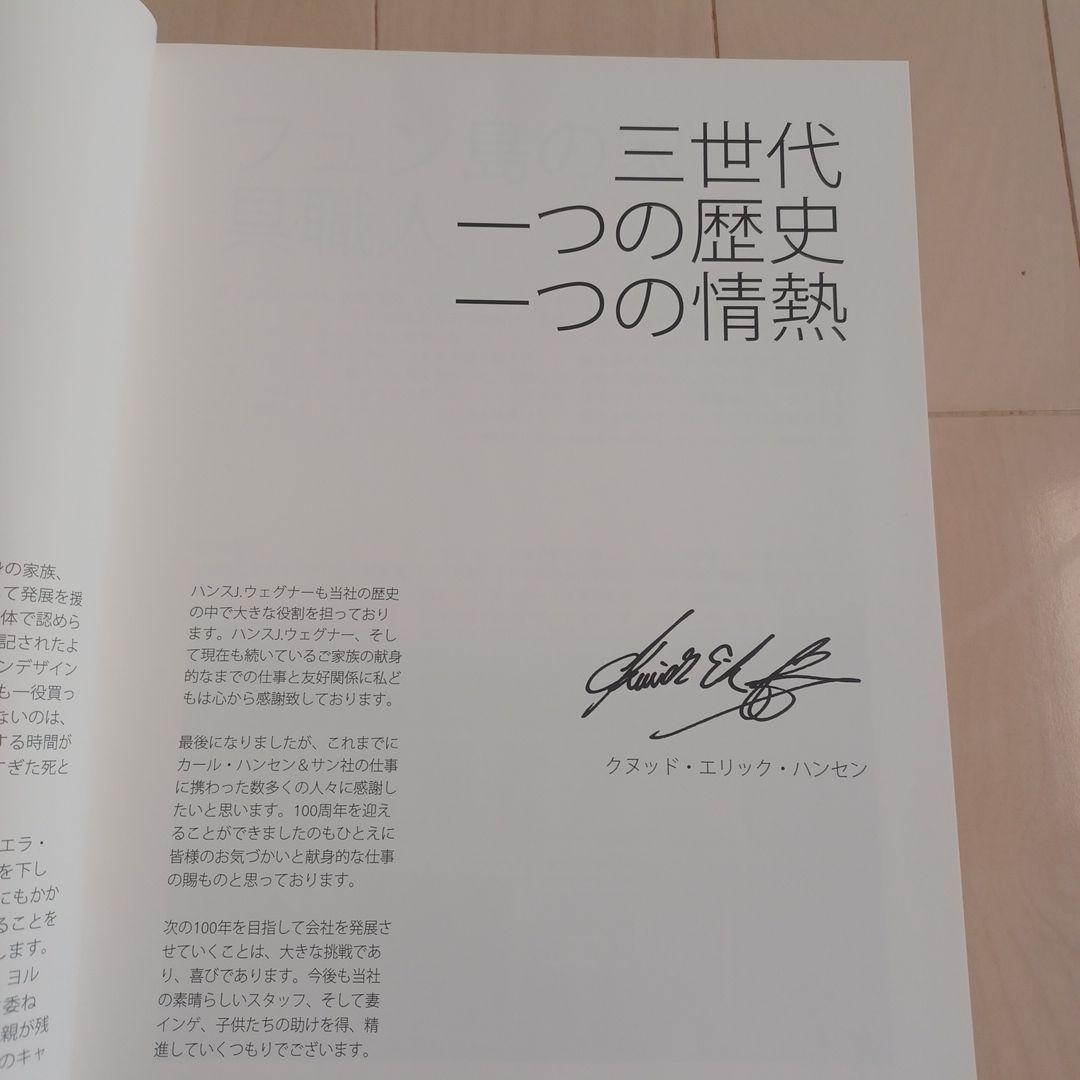 三世代
一つの歴史
一つの情熱
の家族、
て発展を援
体で認めら
記されたよ
ンデザイン
も一役買っ
ないのは、
する時間が
すぎた死と
エラ・
を下し
にもかか
ることを
します。
ヨル
委ね
親が残
のキャ
ハンスJ.ウェグナーも当社の歴史
の中で大きな役割を担っており
ます。ハンスJ.ウェグナー、そし
て現在も続いているご家族の献身
的なまでの仕事と友好関係に私ど
もは心から感謝致しております。
最後になりましたが、これまでに
カール・ハンセン＆サン社の仕事
に携わった数多くの人々に感謝し
たいと思います。100周年を迎え
ることができましたのもひとえに
皆様のお気づかいと献身的な仕事
の賜ものと思っております。
次の100年を目指して会社を発展さ
せていくことは、大きな挑戦であ
り、喜びであります。今後も当社
の素晴らしいスタッフ、そして妻
インゲ、子供たちの助けを得、精
進していくつもりでございます。
クヌッド・エリック・ハンセン